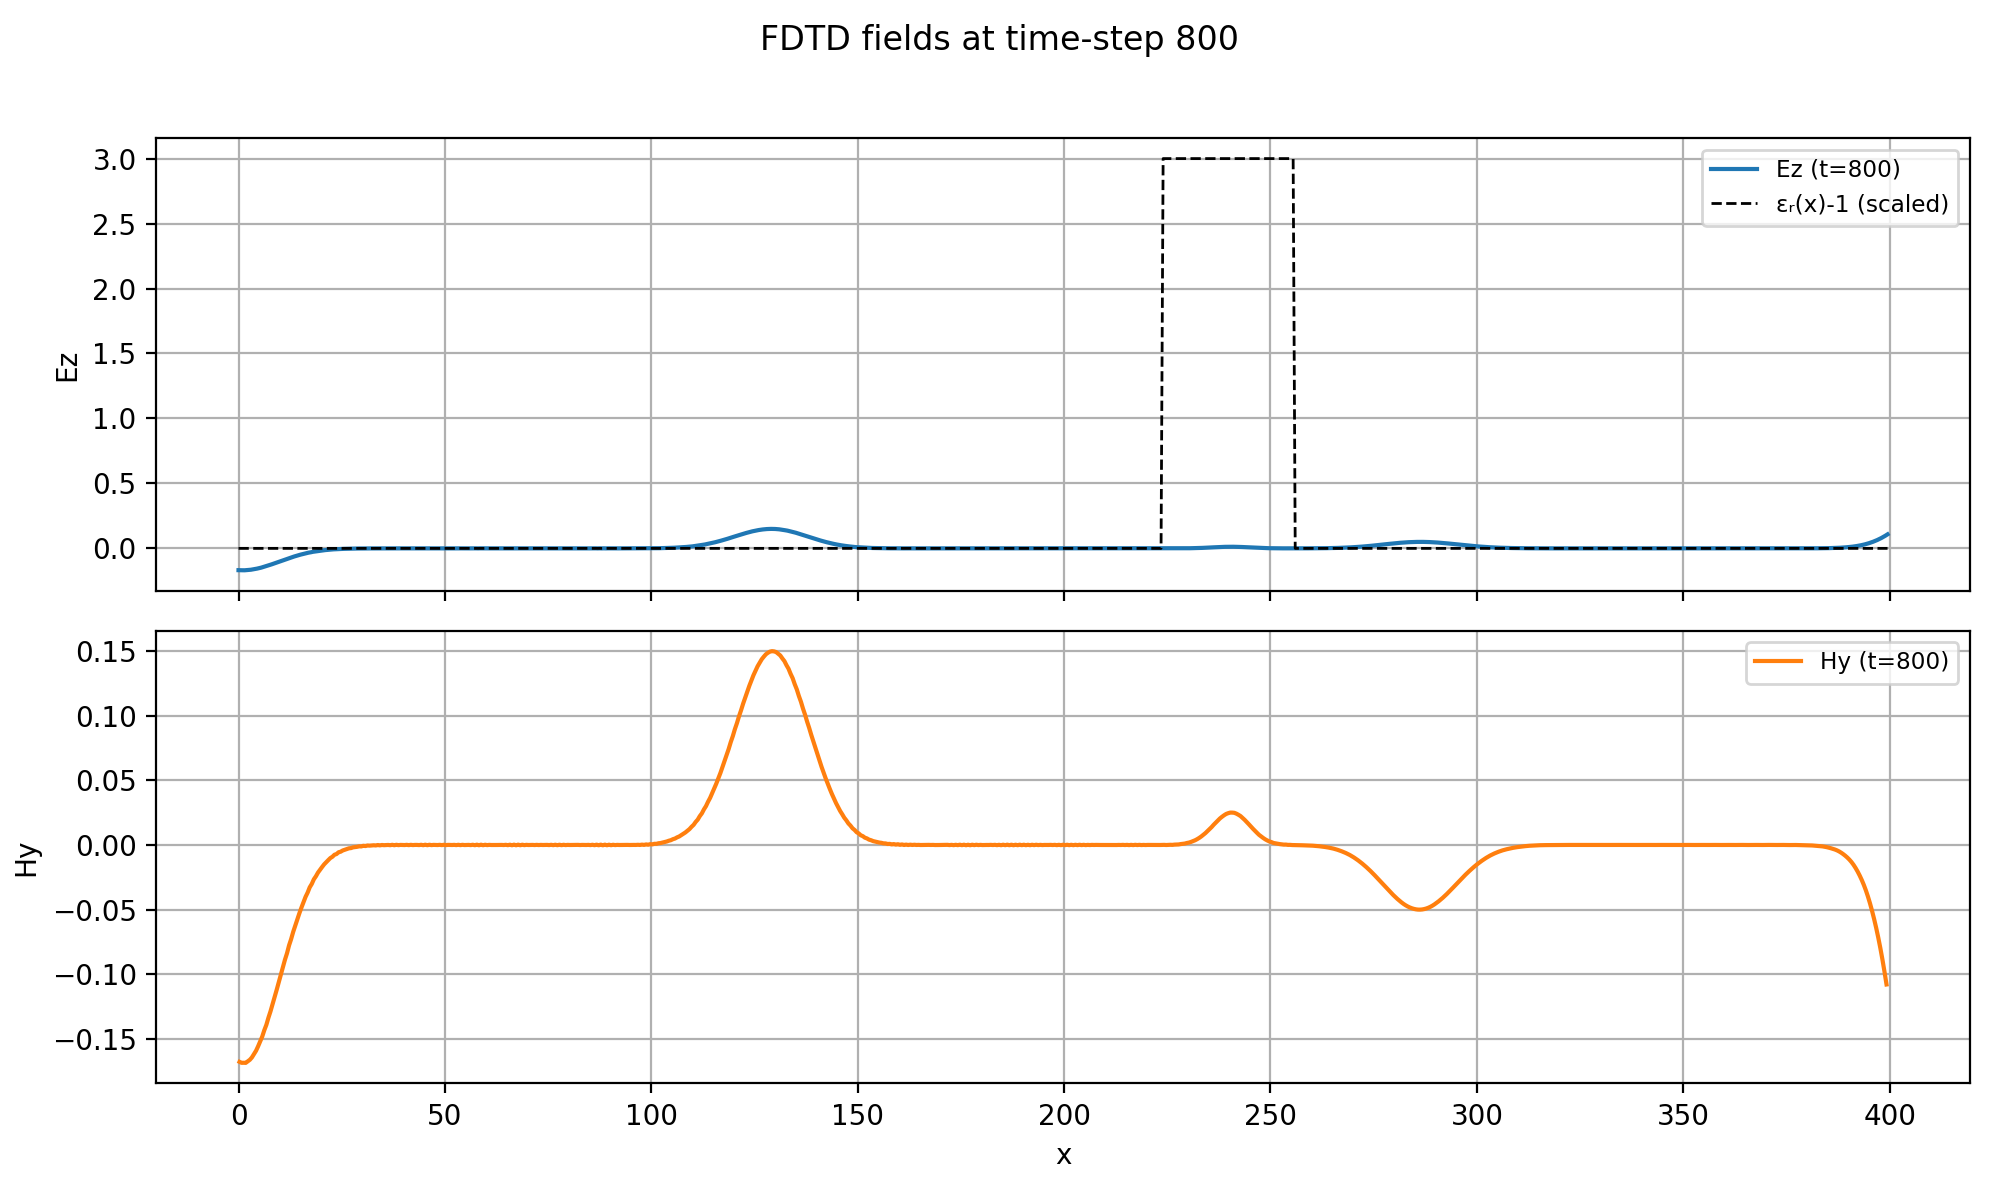 FDTD fields at time-step 800
3.0
2.5
2.0
1.5
1.0
0.5
0.0
Ez
Ez (t=800)
εᵣ(x)-1 (scaled)
0.15
0.10
0.05
0.00
−0.05
−0.10
−0.15
Hy
Hy (t=800)
0 50 100 150 200 250 300 350 400
x